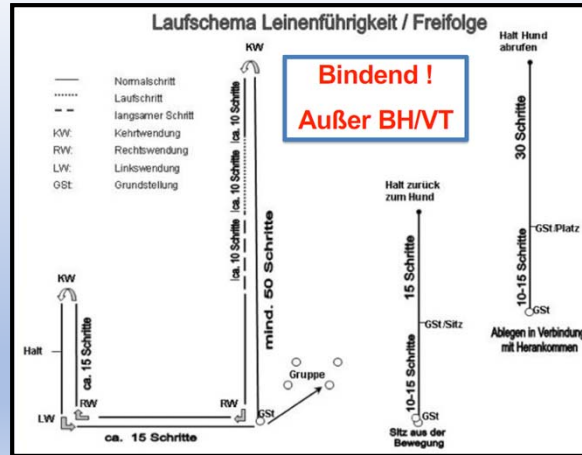 Laufschema Leinenführigkeit / Freifolge
Normalschritt
Laufschritt
langsamer Schritt
KW: Kehrtwendung
RW: Rechtswendung
LW: Linkswendung
GSt: Grundstellung
KW
Bindend !
Außer BH/VT
Halt Hund
abrufen
ca. 10 Schritte
ca. 10 Schritte
ca. 10 Schritte
mind. 50 Schritte
30 Schritte
Halt zurück
zum Hund
15 Schritte
GSt/Platz
10-15 Schritte
GSt
KW
Halt
ca. 15 Schritte
GSt/Sitz
Ablegen in Verbindung
mit Herankommen
Gruppe
10-15 Schritte
RW
RW
GSt
GSt
LW
ca. 15 Schritte
Sitz aus der
Bewegung